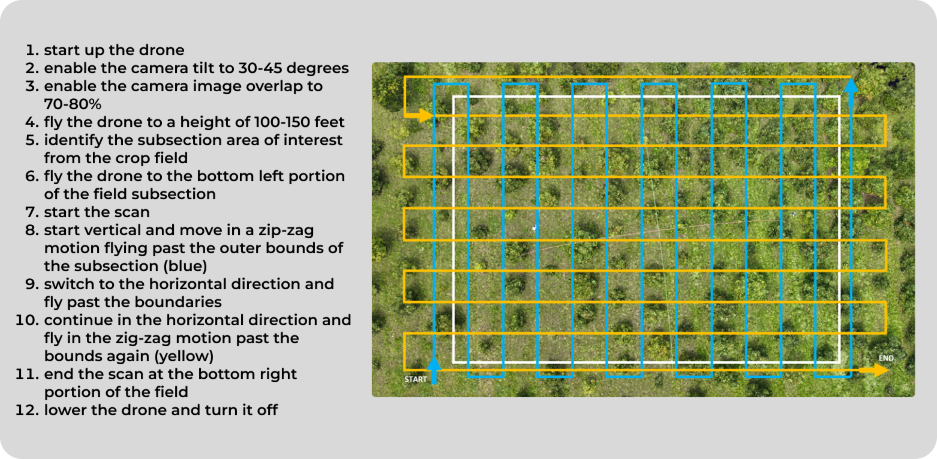 1. start up the drone
2. enable the camera tilt to 30-45 degrees
3. enable the camera image overlap to
70-80%
4. fly the drone to a height of 100-150 feet
5. identify the subsection area of interest
from the crop field
6. fly the drone to the bottom left portion
of the field subsection
7. start the scan
8. start vertical and move in a zip-zag
motion flying past the outer bounds of
the subsection (blue)
9. switch to the horizontal direction and
fly past the boundaries
10. continue in the horizontal direction and
fly in the zig-zag motion past the
bounds again (yellow)
11. end the scan at the bottom right
portion of the field
12. lower the drone and turn it off
START
END